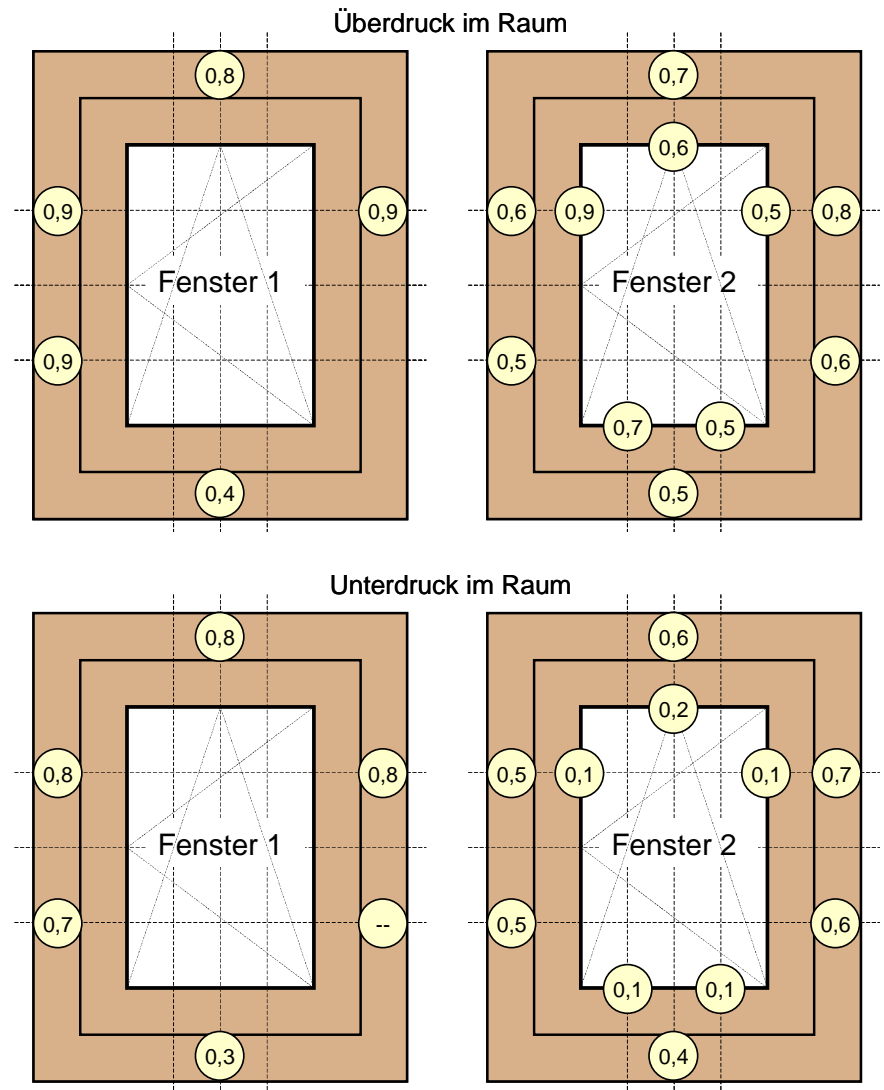 Überdruck im Raum
0,8 0,7
0,6
0,9 0,9 0,6 0,9 0,5 0,8
Fenster 1 Fenster 2
0,9 0,5 0,6
0,7 0,5
0,4 0,5
Unterdruck im Raum
0,8 0,6
0,2
0,8 0,8 0,5 0,1 0,1 0,7
Fenster 1 Fenster 2
0,7 -- 0,5 0,6
0,1 0,1
0,3 0,4